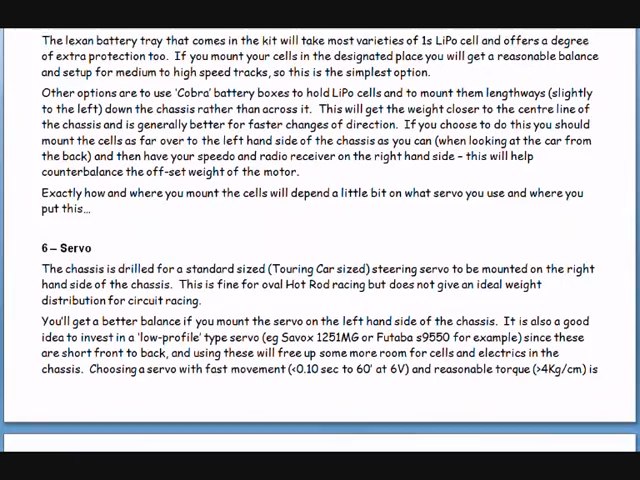 The lexan battery tray that comes in the kit will take most varieties of 1s LiPo cell and offers a degree
of extra protection too.  If you mount your cells in the designated place you will get a reasonable balance
and setup for medium to high speed tracks, so this is the simplest option.
Other options are to use 'Cobra' battery boxes to hold LiPo cells and to mount them lengthways (slightly
to the left) down the chassis rather than across it.  This will get the weight closer to the centre line of
the chassis and is generally better for faster changes of direction.  If you choose to do this you should
mount the cells as far over to the left hand side of the chassis as you can (when looking at the car from
the back) and then have your speedo and radio receiver on the right hand side – this will help
counterbalance the off-set weight of the motor.
Exactly how and where you mount the cells will depend a little bit on what servo you use and where you
put this…
6 – Servo
The chassis is drilled for a standard sized (Touring Car sized) steering servo to be mounted on the right
hand side of the chassis.  This is fine for oval Hot Rod racing but does not give an ideal weight
distribution for circuit racing.
You'll get a better balance if you mount the servo on the left hand side of the chassis.  It is also a good
idea to invest in a 'low-profile' type servo (eg Savox 1251MG or Futaba s9550 for example) since these
are short front to back, and using these will free up some more room for cells and electrics in the
chassis.  Choosing a servo with fast movement (<0.10 sec to 60' at 6V) and reasonable torque (>4Kg/cm) is